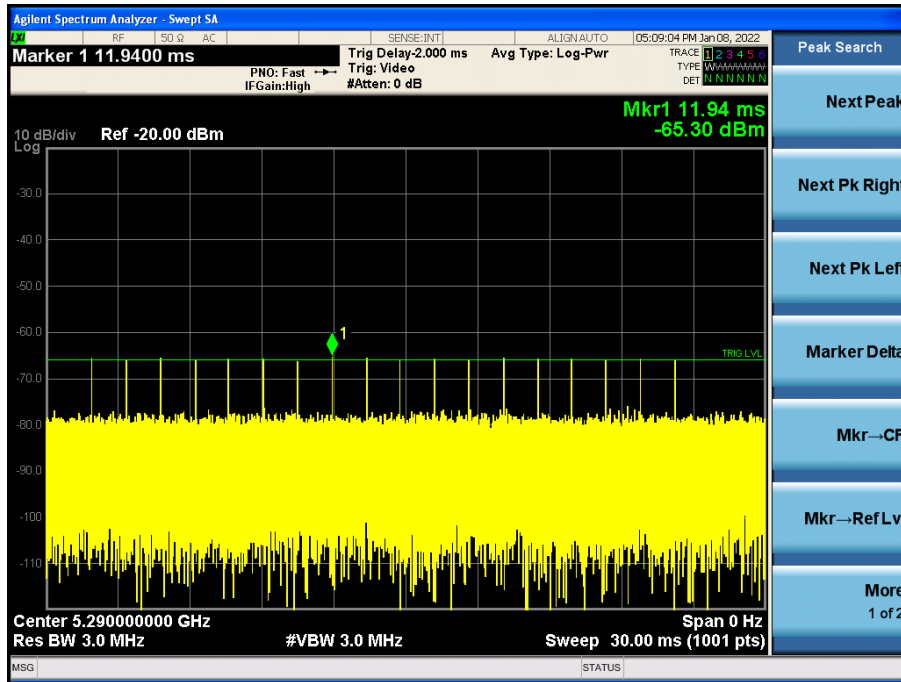 Agilent Spectrum Analyzer - Swept SA
LXI RF 50 Ω AC SENSE:INT ALIGN AUTO 05:09:04 PM Jan 08, 2022
Marker 1 11.9400 ms
PNO: Fast
IFGain:High
Trig Delay-2.000 ms
Trig: Video
#Atten: 0 dB
Avg Type: Log-Pwr
TRACE 1 2 3 4 5 6
TYPE WWWWWW
DET N N N N N N
Peak Search
Mkr1 11.94 ms
-65.30 dBm
10 dB/div Ref -20.00 dBm
Log
-30.0
-40.0
-50.0
-60.0
-70.0
-80.0
-90.0
-100
-110
1
TRIG LVL
Center 5.290000000 GHz
Span 0 Hz
Res BW 3.0 MHz
#VBW 3.0 MHz
Sweep 30.00 ms (1001 pts)
MSG
STATUS
Next Peak
Next Pk Right
Next Pk Left
Marker Delta
Mkr→CF
Mkr→Ref Lv
More
1 of 2